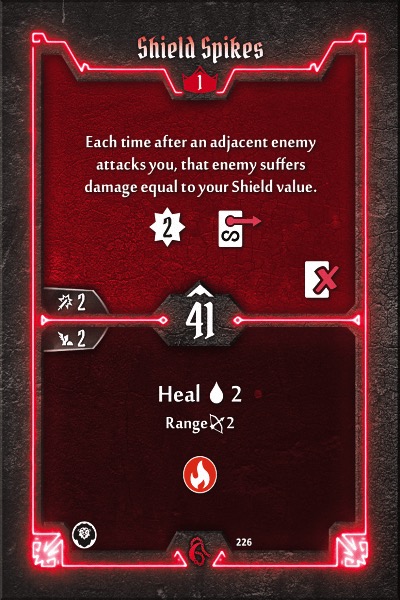 Shield Spikes
1
Each time after an adjacent enemy
attacks you, that enemy suffers
damage equal to your Shield value.
2
S
2
41
2
Heal 2
Range 2
226